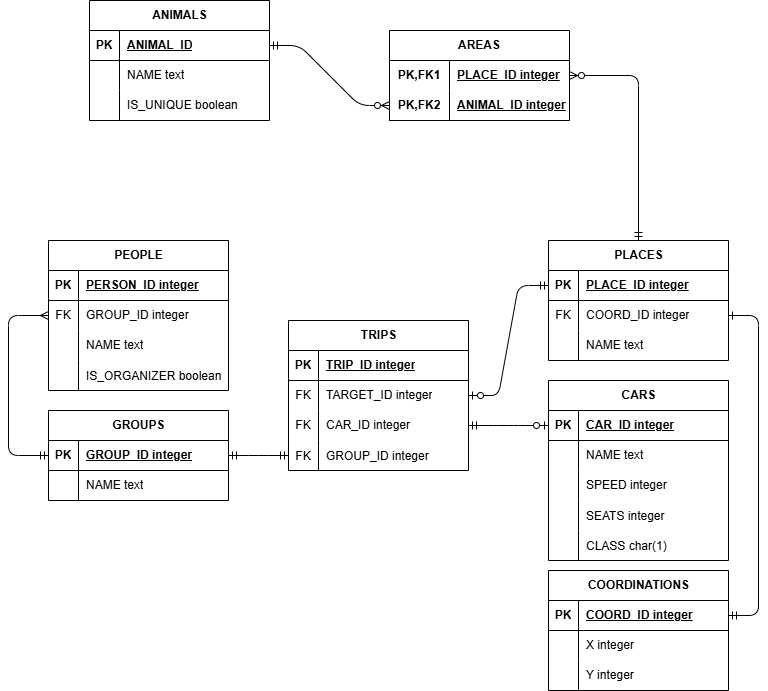 ANIMALS
PK ANIMAL_ID
NAME text
IS_UNIQUE boolean
AREAS
PK,FK1 PLACE_ID integer
PK,FK2 ANIMAL_ID integer
PEOPLE
PK PERSON_ID integer
FK GROUP_ID integer
NAME text
IS_ORGANIZER boolean
GROUPS
PK GROUP_ID integer
NAME text
TRIPS
PK TRIP_ID integer
FK TARGET_ID integer
FK CAR_ID integer
FK GROUP_ID integer
PLACES
PK PLACE_ID integer
FK COORD_ID integer
NAME text
CARS
PK CAR_ID integer
NAME text
SPEED integer
SEATS integer
CLASS char(1)
COORDINATIONS
PK COORD_ID integer
X integer
Y integer